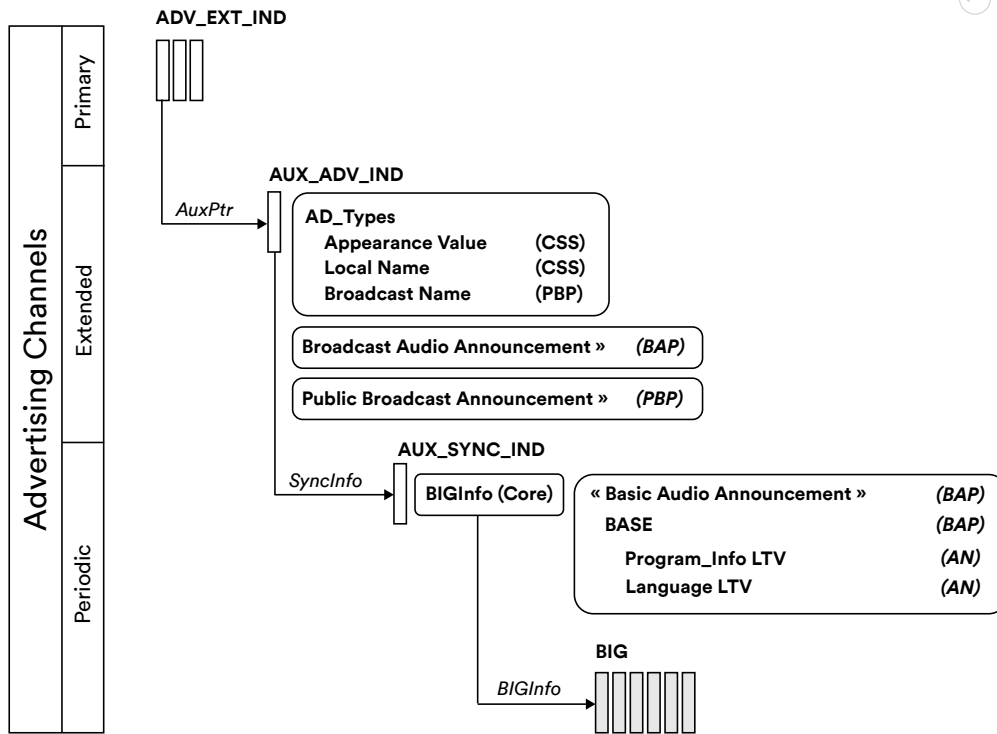 ADV_EXT_IND
Advertising Channels
Primary
Extended
Periodic
AuxPtr
AUX_ADV_IND
AD_Types
Appearance Value (CSS)
Local Name (CSS)
Broadcast Name (PBP)
Broadcast Audio Announcement » (BAP)
Public Broadcast Announcement » (PBP)
SyncInfo
AUX_SYNC_IND
BIGInfo (Core)
« Basic Audio Announcement » (BAP)
BASE (BAP)
Program_Info LTV (AN)
Language LTV (AN)
BIGInfo
BIG